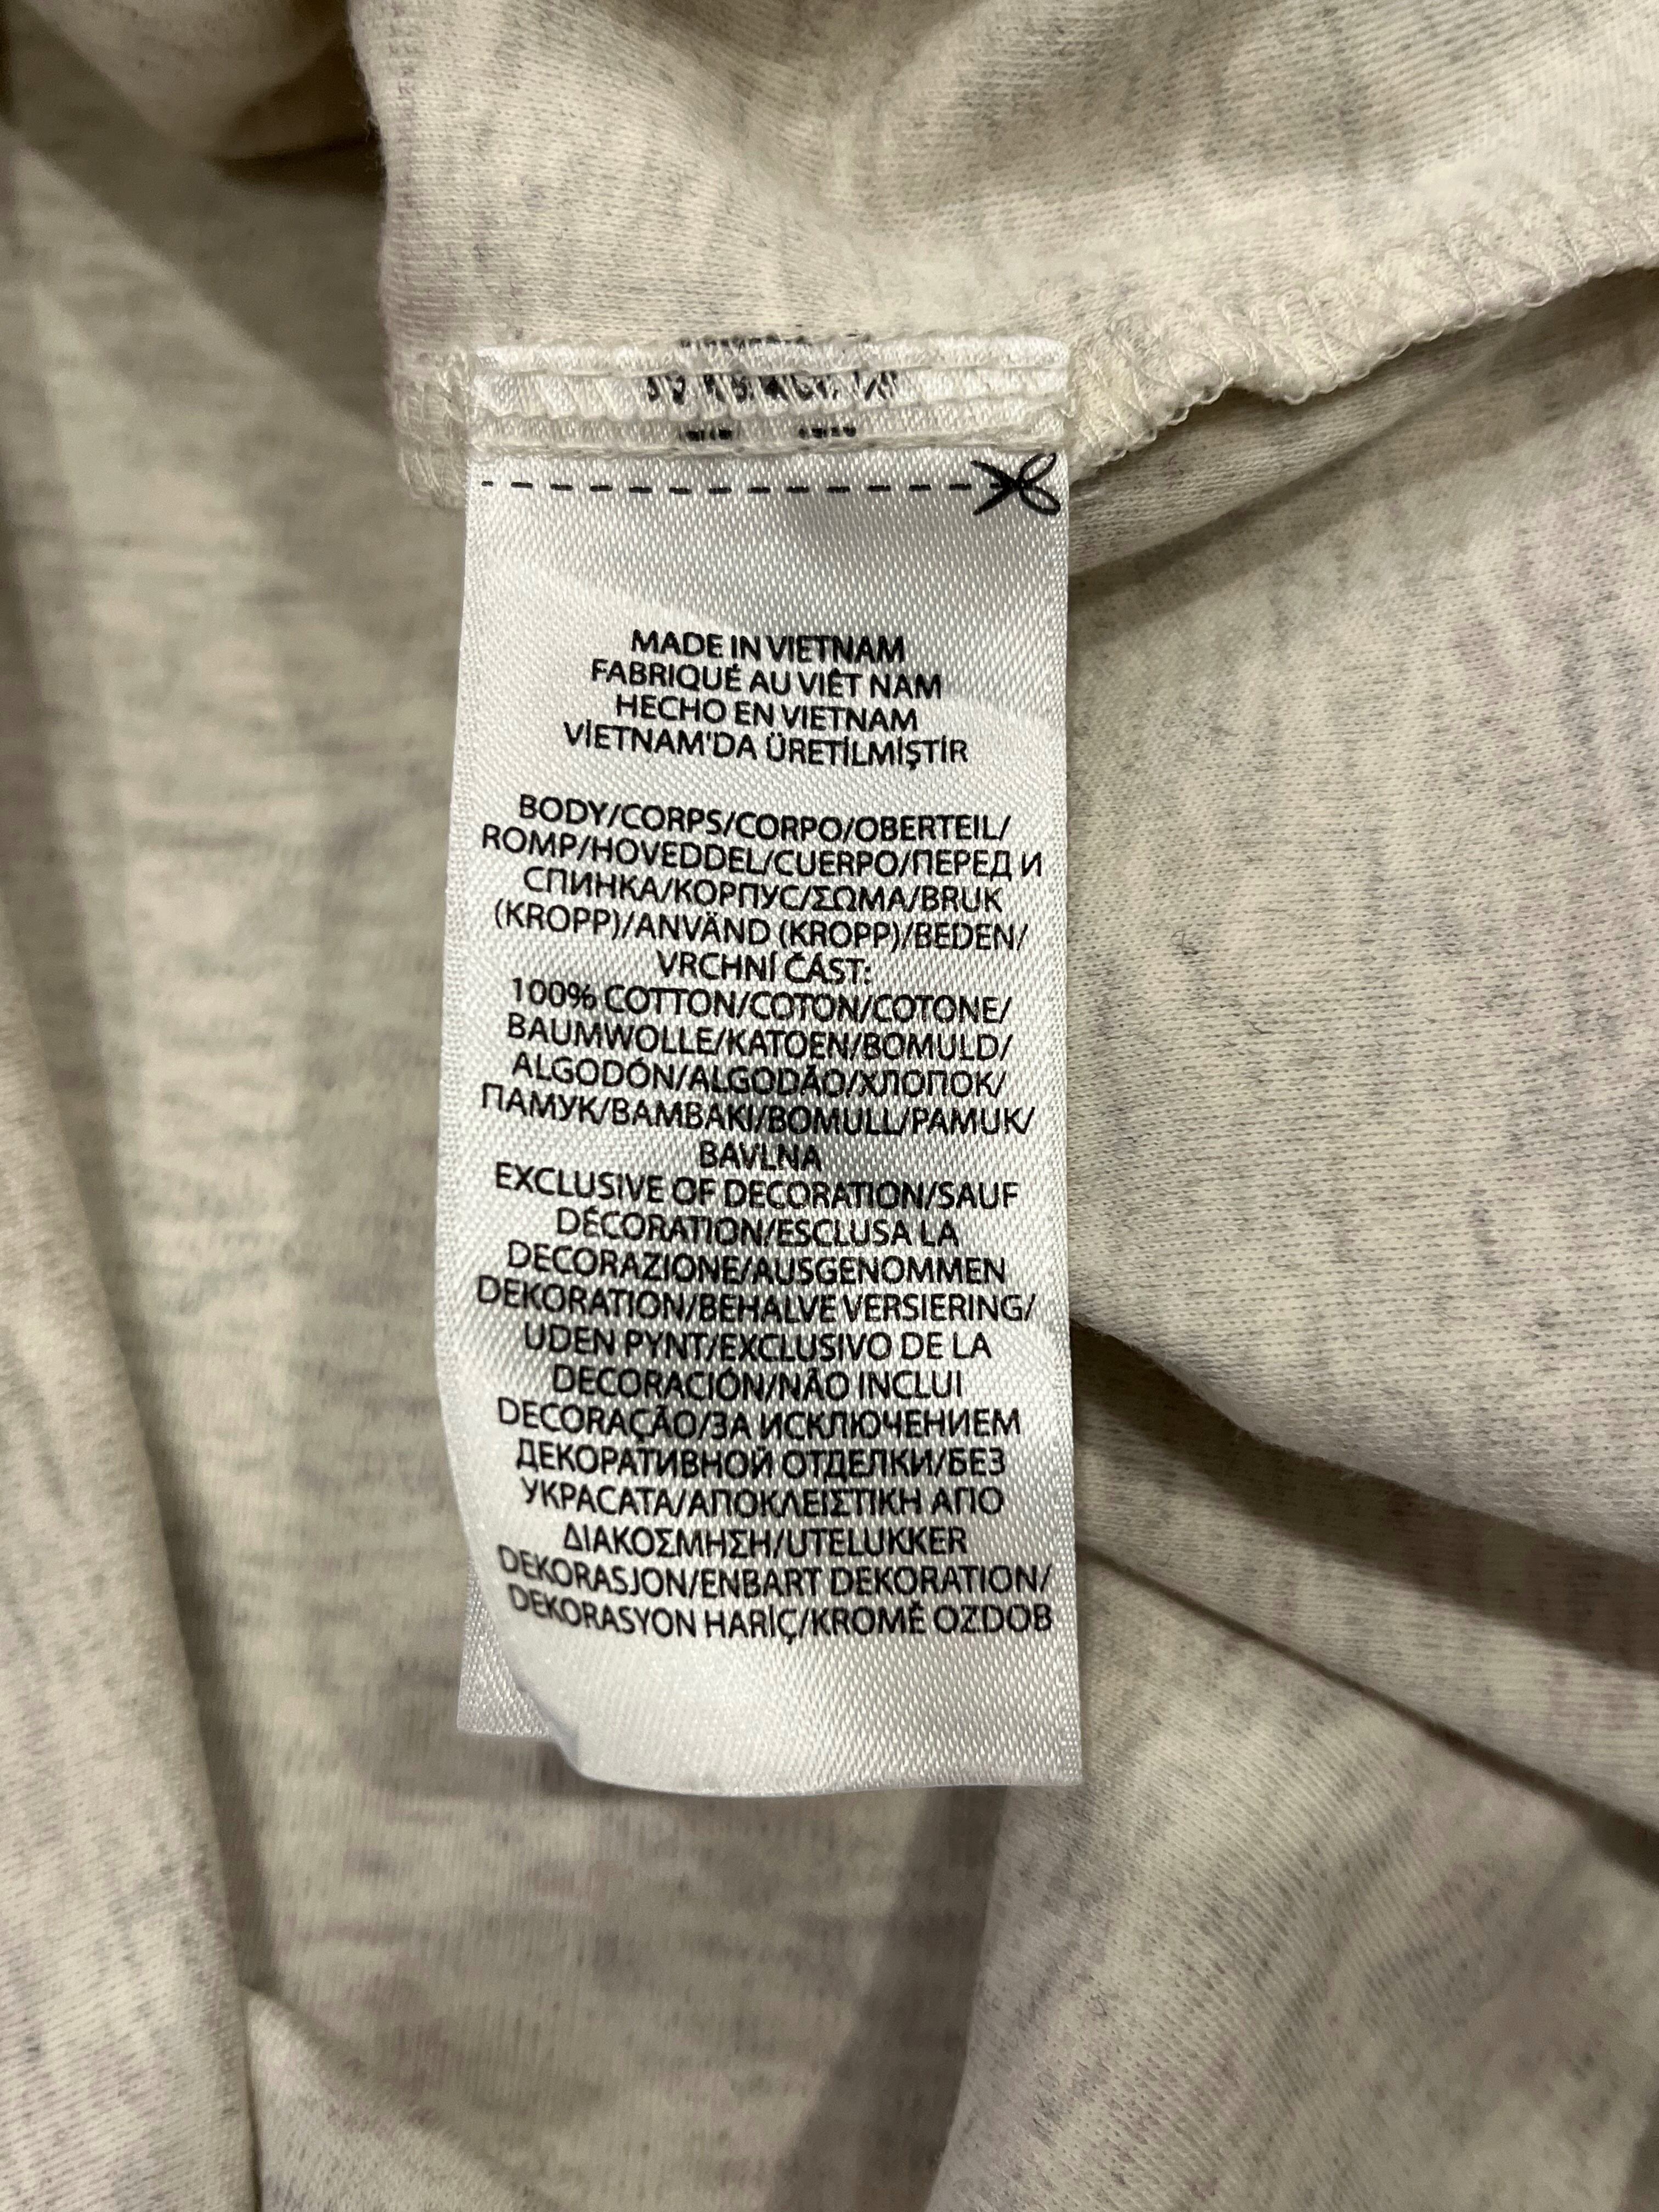 MADE IN VIETNAM
FABRIQUÉ AU VIÊT NAM
HECHO EN VIETNAM
VİETNAM'DA ÜRETİLMİŞTİR
BODY/CORPS/CORPO/OBERTEIL/
ROMP/HOVEDDEL/CUERPO/ПЕРЕД И
СПИНКА/КОРПУС/ΣΩΜΑ/BRUK
(KROPP)/ANVÄND (KROPP)/BEDEN/
VRCHNÍ ČÁST:
100% COTTON/COTON/COTONE/
BAUMWOLLE/KATOEN/BOMULD/
ALGODÓN/ALGODÃO/ХЛОПОК/
ПАМУК/ΒΑΜΒΑΚΙ/BOMULL/PAMUK/
BAVLNA
EXCLUSIVE OF DECORATION/SAUF
DÉCORATION/ESCLUSA LA
DECORAZIONE/AUSGENOMMEN
DEKORATION/BEHALVE VERSIERING/
UDEN PYNT/EXCLUSIVO DE LA
DECORACIÓN/NÃO INCLUI
DECORAÇÃO/ЗА ИСКЛЮЧЕНИЕМ
ДЕКОРАТИВНОЙ ОТДЕЛКИ/БЕЗ
УКРАСАТА/ΑΠΟΚΛΕΙΣΤΙΚΗ ΑΠΟ
ΔΙΑΚΟΣΜΗΣΗ/UTELUKKER
DEKORASJON/ENBART DEKORATION/
DEKORASYON HARİÇ/KROMĚ OZDOB